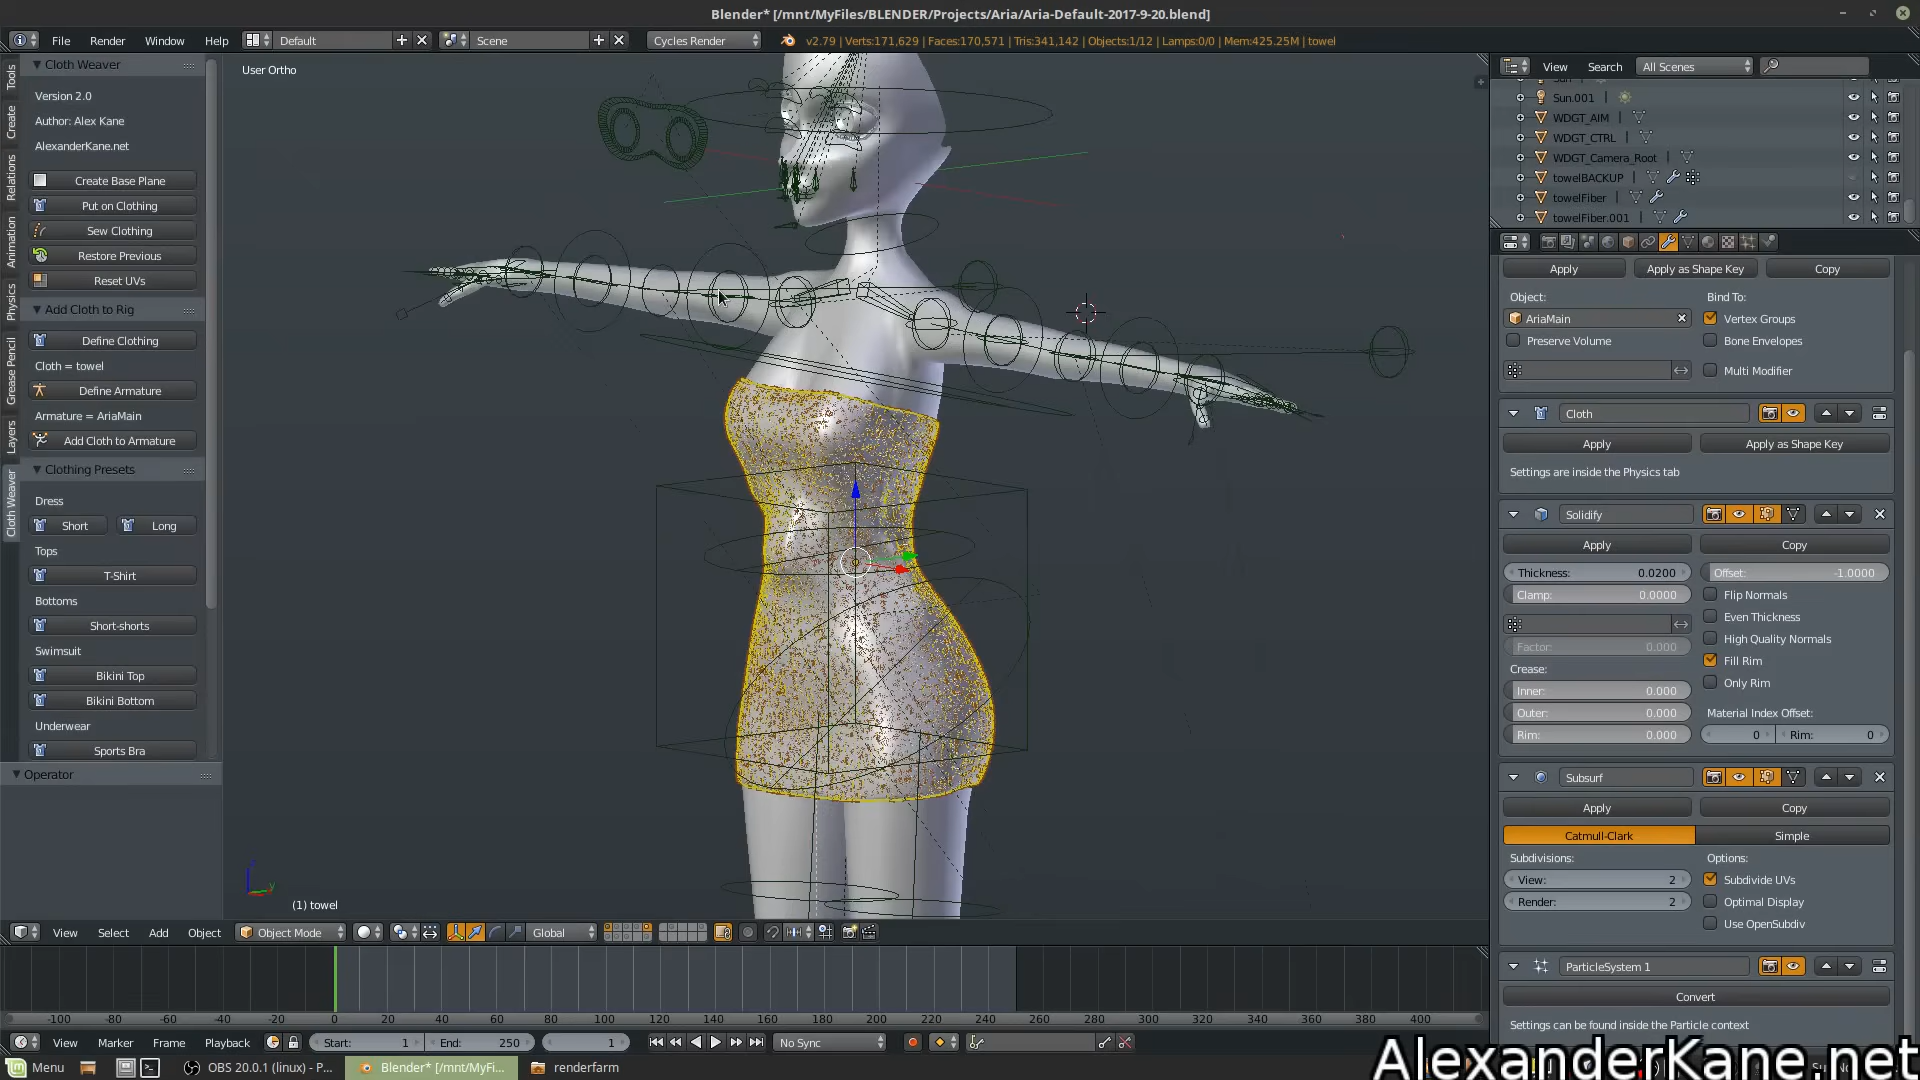 Blender* [/mnt/MyFiles/BLENDER/Projects/Aria/Aria-Default-2017-9-20.blend]
File Render Window Help Default Scene Cycles Render v2.79 | Verts:171,629 | Faces:170,571 | Tris:341,142 | Objects:1/12 | Lamps:0/0 | Mem:425.25M | towel
Tools
Create
Relations
Animation
Physics
Grease Pencil
Layers
Cloth Weaver
Cloth Weaver
Version 2.0
Author: Alex Kane
AlexanderKane.net
Create Base Plane
Put on Clothing
Sew Clothing
Restore Previous
Reset UVs
Add Cloth to Rig
Define Clothing
Cloth = towel
Define Armature
Armature = AriaMain
Add Cloth to Armature
Clothing Presets
Dress
Short Long
Tops
T-Shirt
Bottoms
Short-shorts
Swimsuit
Bikini Top
Bikini Bottom
Underwear
Sports Bra
Operator
User Ortho
(1) towel
View Search All Scenes
Sun.001
WDGT_AIM
WDGT_CTRL
WDGT_Camera_Root
towelBACKUP
towelFiber
towelFiber.001
Apply Apply as Shape Key Copy
Object: Bind To:
AriaMain Vertex Groups
Preserve Volume Bone Envelopes
Multi Modifier
Cloth
Apply Apply as Shape Key
Settings are inside the Physics tab
Solidify
Apply Copy
Thickness: 0.0200 Offset: -1.0000
Clamp: 0.0000 Flip Normals
Even Thickness
Factor: 0.000 High Quality Normals
Crease: Fill Rim
Inner: 0.000 Only Rim
Outer: 0.000 Material Index Offset:
Rim: 0.000 0 Rim: 0
Subsurf
Apply Copy
Catmull-Clark Simple
Subdivisions: Options:
View: 2 Subdivide UVs
Render: 2 Optimal Display
Use OpenSubdiv
ParticleSystem 1
Convert
Settings can be found inside the Particle context
View Select Add Object Object Mode Global
-100 -80 -60 -40 -20 0 20 40 60 80 100 120 140 160 180 200 220 240 260 280 300 320 340 360 380 400
View Marker Frame Playback Start: 1 End: 250 1 No Sync
Menu OBS 20.0.1 (linux) - P... Blender* [/mnt/MyFi... renderfarm
AlexanderKane.net